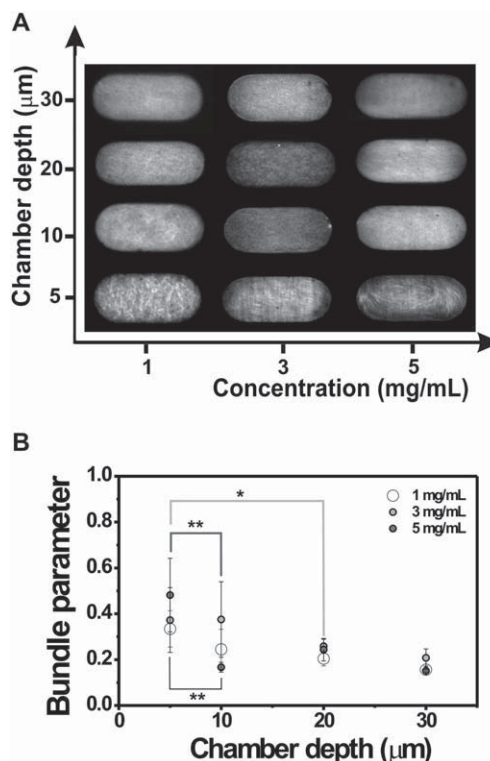 A
Chamber depth (μm)
30
20
10
5
1 3 5
Concentration (mg/mL)
B
Bundle parameter
1.0
0.8
0.6
0.4
0.2
0.0
*
**
**
1 mg/mL
3 mg/mL
5 mg/mL
0 10 20 30
Chamber depth (μm)